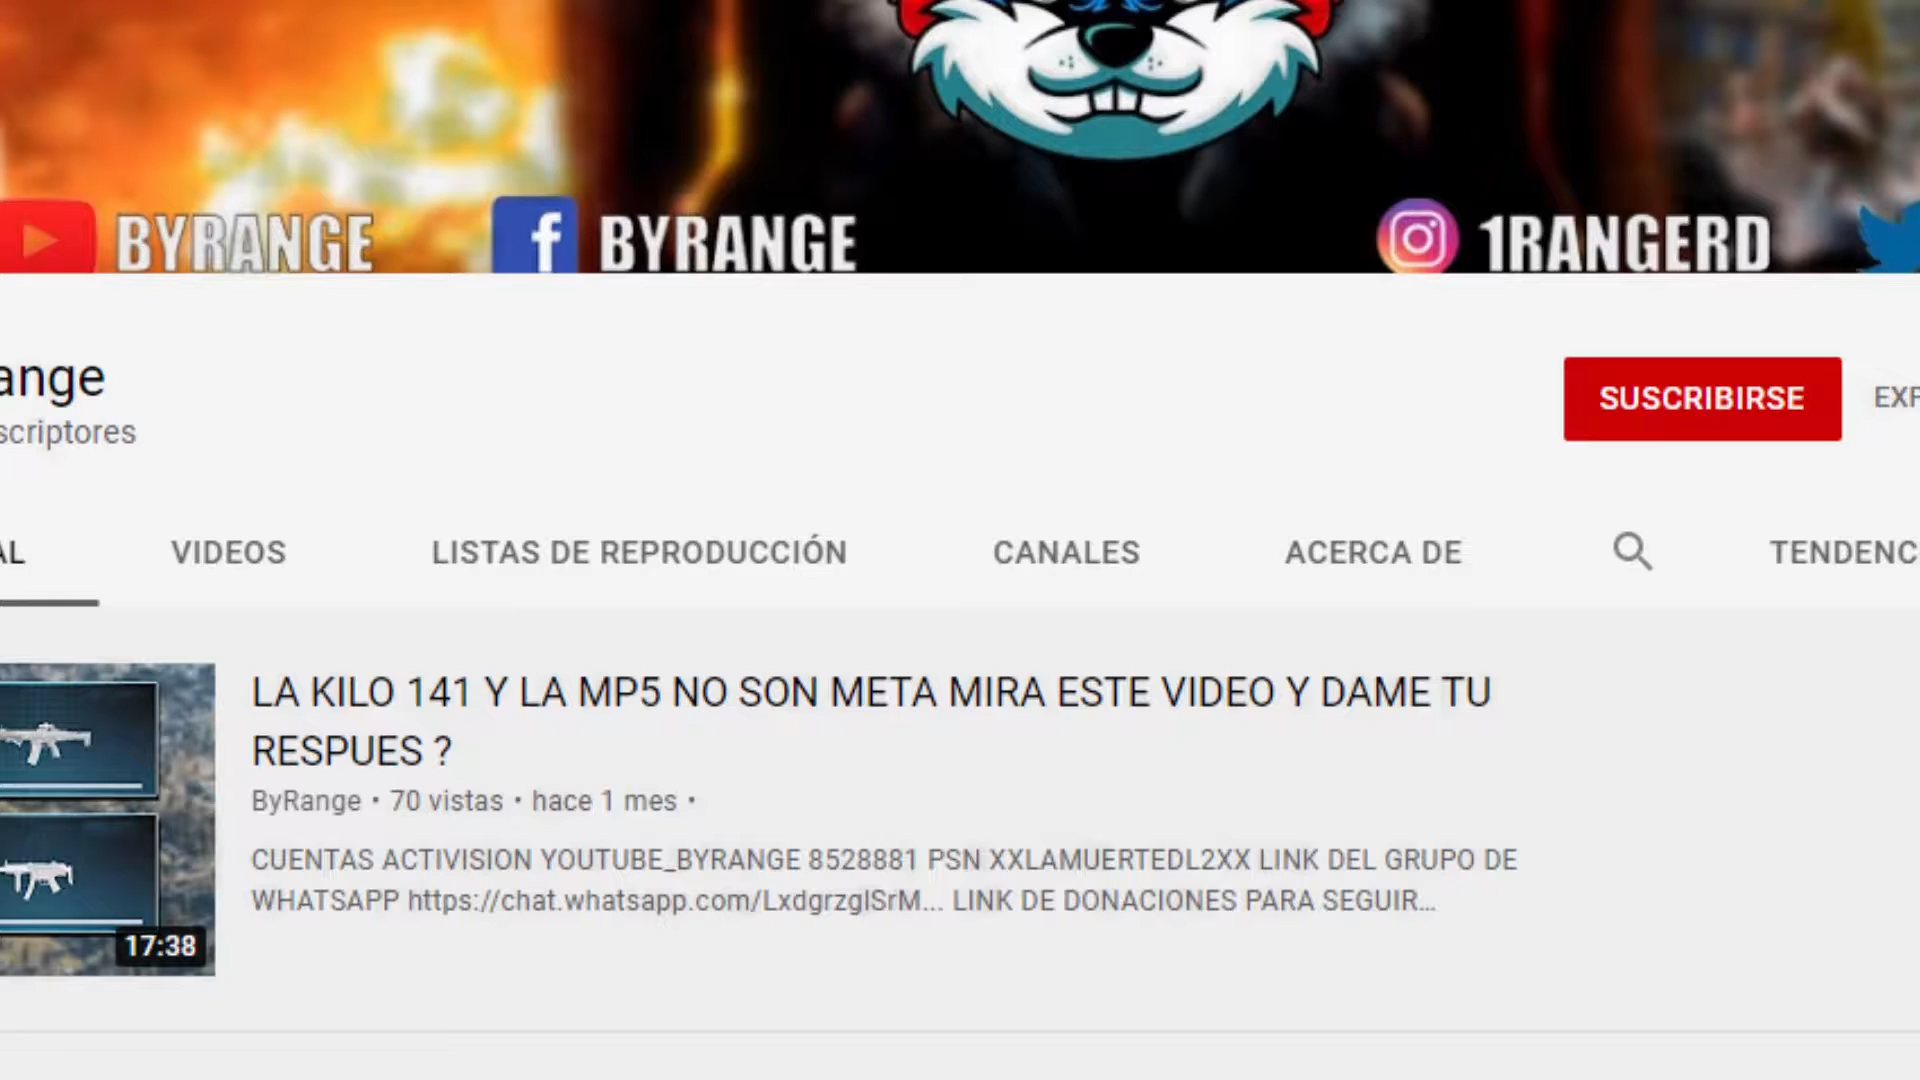 BYRANGE
BYRANGE
1RANGERD
ange
scriptores
SUSCRIBIRSE
EXP
AL
VIDEOS
LISTAS DE REPRODUCCIÓN
CANALES
ACERCA DE
TENDENC
LA KILO 141 Y LA MP5 NO SON META MIRA ESTE VIDEO Y DAME TU
RESPUES ?
ByRange • 70 vistas • hace 1 mes •
CUENTAS ACTIVISION YOUTUBE_BYRANGE 8528881 PSN XXLAMUERTEDL2XX LINK DEL GRUPO DE
WHATSAPP https://chat.whatsapp.com/LxdgrzglSrM... LINK DE DONACIONES PARA SEGUIR...
17:38